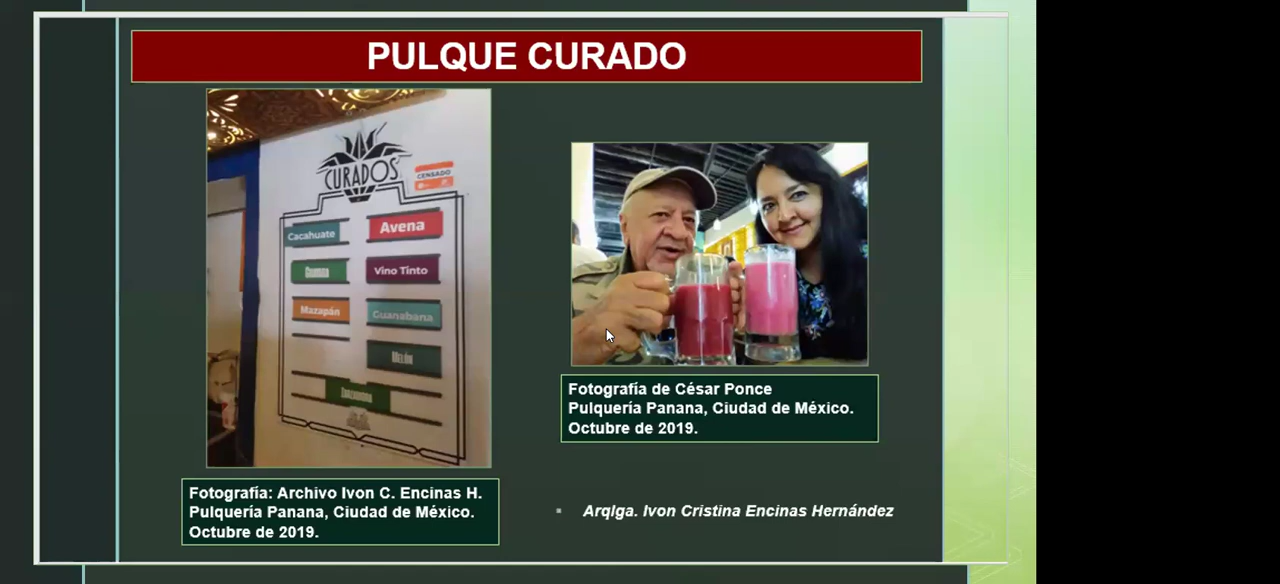 PULQUE CURADO
CURADOS
CENSADO
Cacahuate
Avena
Guayaba
Vino Tinto
Mazapán
Guanabana
Melón
Fotografía: Archivo Ivon C. Encinas H.
Pulquería Panana, Ciudad de México.
Octubre de 2019.
Fotografía de César Ponce
Pulquería Panana, Ciudad de México.
Octubre de 2019.
Arqlga. Ivon Cristina Encinas Hernández